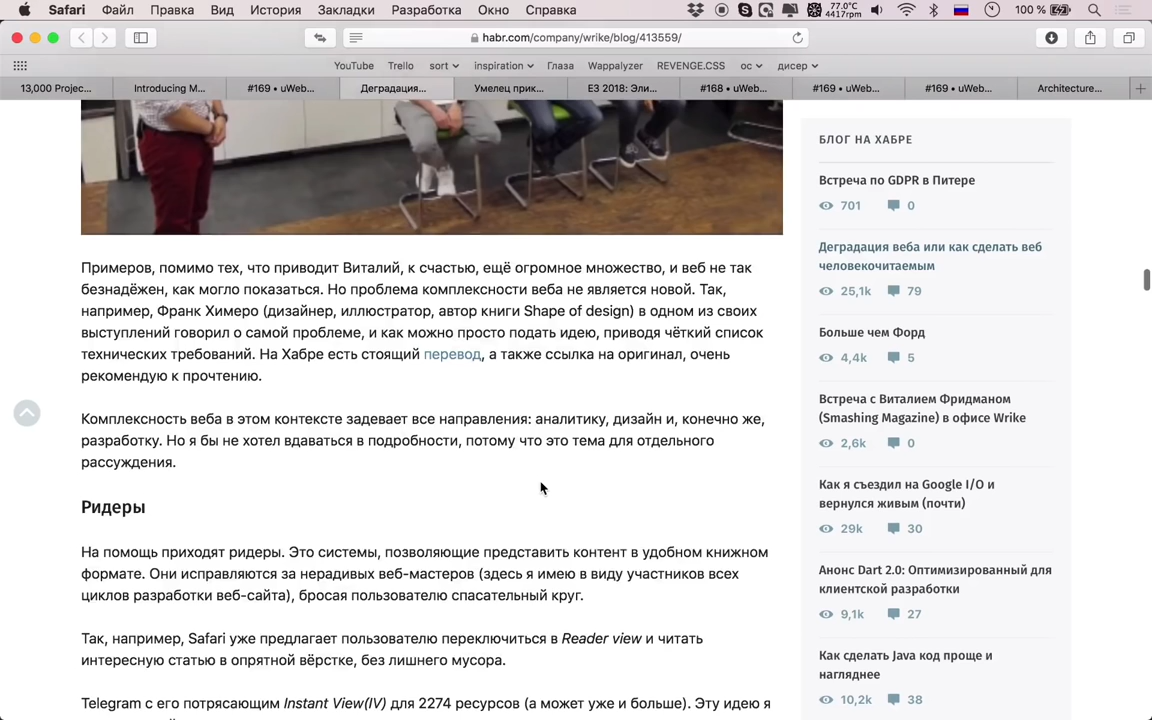 Safari Файл Правка Вид История Закладки Разработка Окно Справка 77.0°C 4417rpm 100 %
habr.com/company/wrike/blog/413559/
YouTube Trello sort inspiration Глаза Wappalyzer REVENGE.CSS ос дисер
13,000 Projec... Introducing M... #169 • uWeb... Деградация... Умелец прик... E3 2018: Эли... #168 • uWeb... #169 • uWeb... #169 • uWeb... Architecture...
Примеров, помимо тех, что приводит Виталий, к счастью, ещё огромное множество, и веб не так
безнадёжен, как могло показаться. Но проблема комплексности веба не является новой. Так,
например, Франк Химеро (дизайнер, иллюстратор, автор книги Shape of design) в одном из своих
выступлений говорил о самой проблеме, и как можно просто подать идею, приводя чёткий список
технических требований. На Хабре есть стоящий перевод, а также ссылка на оригинал, очень
рекомендую к прочтению.
Комплексность веба в этом контексте задевает все направления: аналитику, дизайн и, конечно же,
разработку. Но я бы не хотел вдаваться в подробности, потому что это тема для отдельного
рассуждения.
Ридеры
На помощь приходят ридеры. Это системы, позволяющие представить контент в удобном книжном
формате. Они исправляются за нерадивых веб-мастеров (здесь я имею в виду участников всех
циклов разработки веб-сайта), бросая пользователю спасательный круг.
Так, например, Safari уже предлагает пользователю переключиться в Reader view и читать
интересную статью в опрятной вёрстке, без лишнего мусора.
Telegram с его потрясающим Instant View(IV) для 2274 ресурсов (а может уже и больше). Эту идею я
БЛОГ НА ХАБРЕ
Встреча по GDPR в Питере
701 0
Деградация веба или как сделать веб
человекочитаемым
25,1k 79
Больше чем Форд
4,4k 5
Встреча с Виталием Фридманом
(Smashing Magazine) в офисе Wrike
2,6k 0
Как я съездил на Google I/O и
вернулся живым (почти)
29k 30
Анонс Dart 2.0: Оптимизированный для
клиентской разработки
9,1k 27
Как сделать Java код проще и
нагляднее
10,2k 38